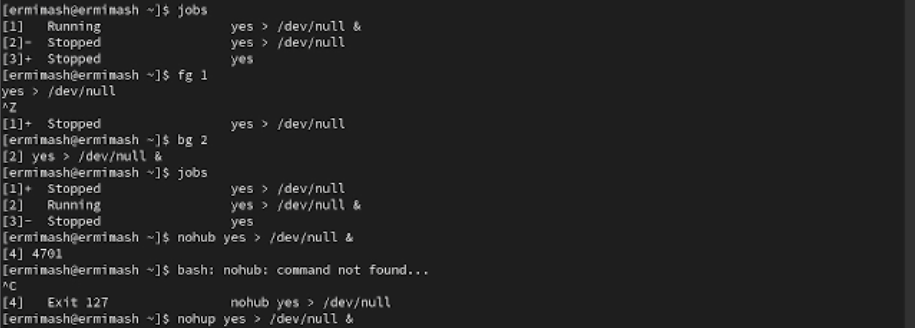 [ermimash@ermimash ~]$ jobs
[1]   Running                 yes > /dev/null &
[2]-  Stopped                 yes > /dev/null
[3]+  Stopped                 yes
[ermimash@ermimash ~]$ fg 1
yes > /dev/null
^Z
[1]+  Stopped                 yes > /dev/null
[ermimash@ermimash ~]$ bg 2
[2] yes > /dev/null &
[ermimash@ermimash ~]$ jobs
[1]+  Stopped                 yes > /dev/null
[2]   Running                 yes > /dev/null &
[3]-  Stopped                 yes
[ermimash@ermimash ~]$ nohub yes > /dev/null &
[4] 4701
[ermimash@ermimash ~]$ bash: nohub: command not found...
^C
[4]   Exit 127                nohub yes > /dev/null
[ermimash@ermimash ~]$ nohup yes > /dev/null &